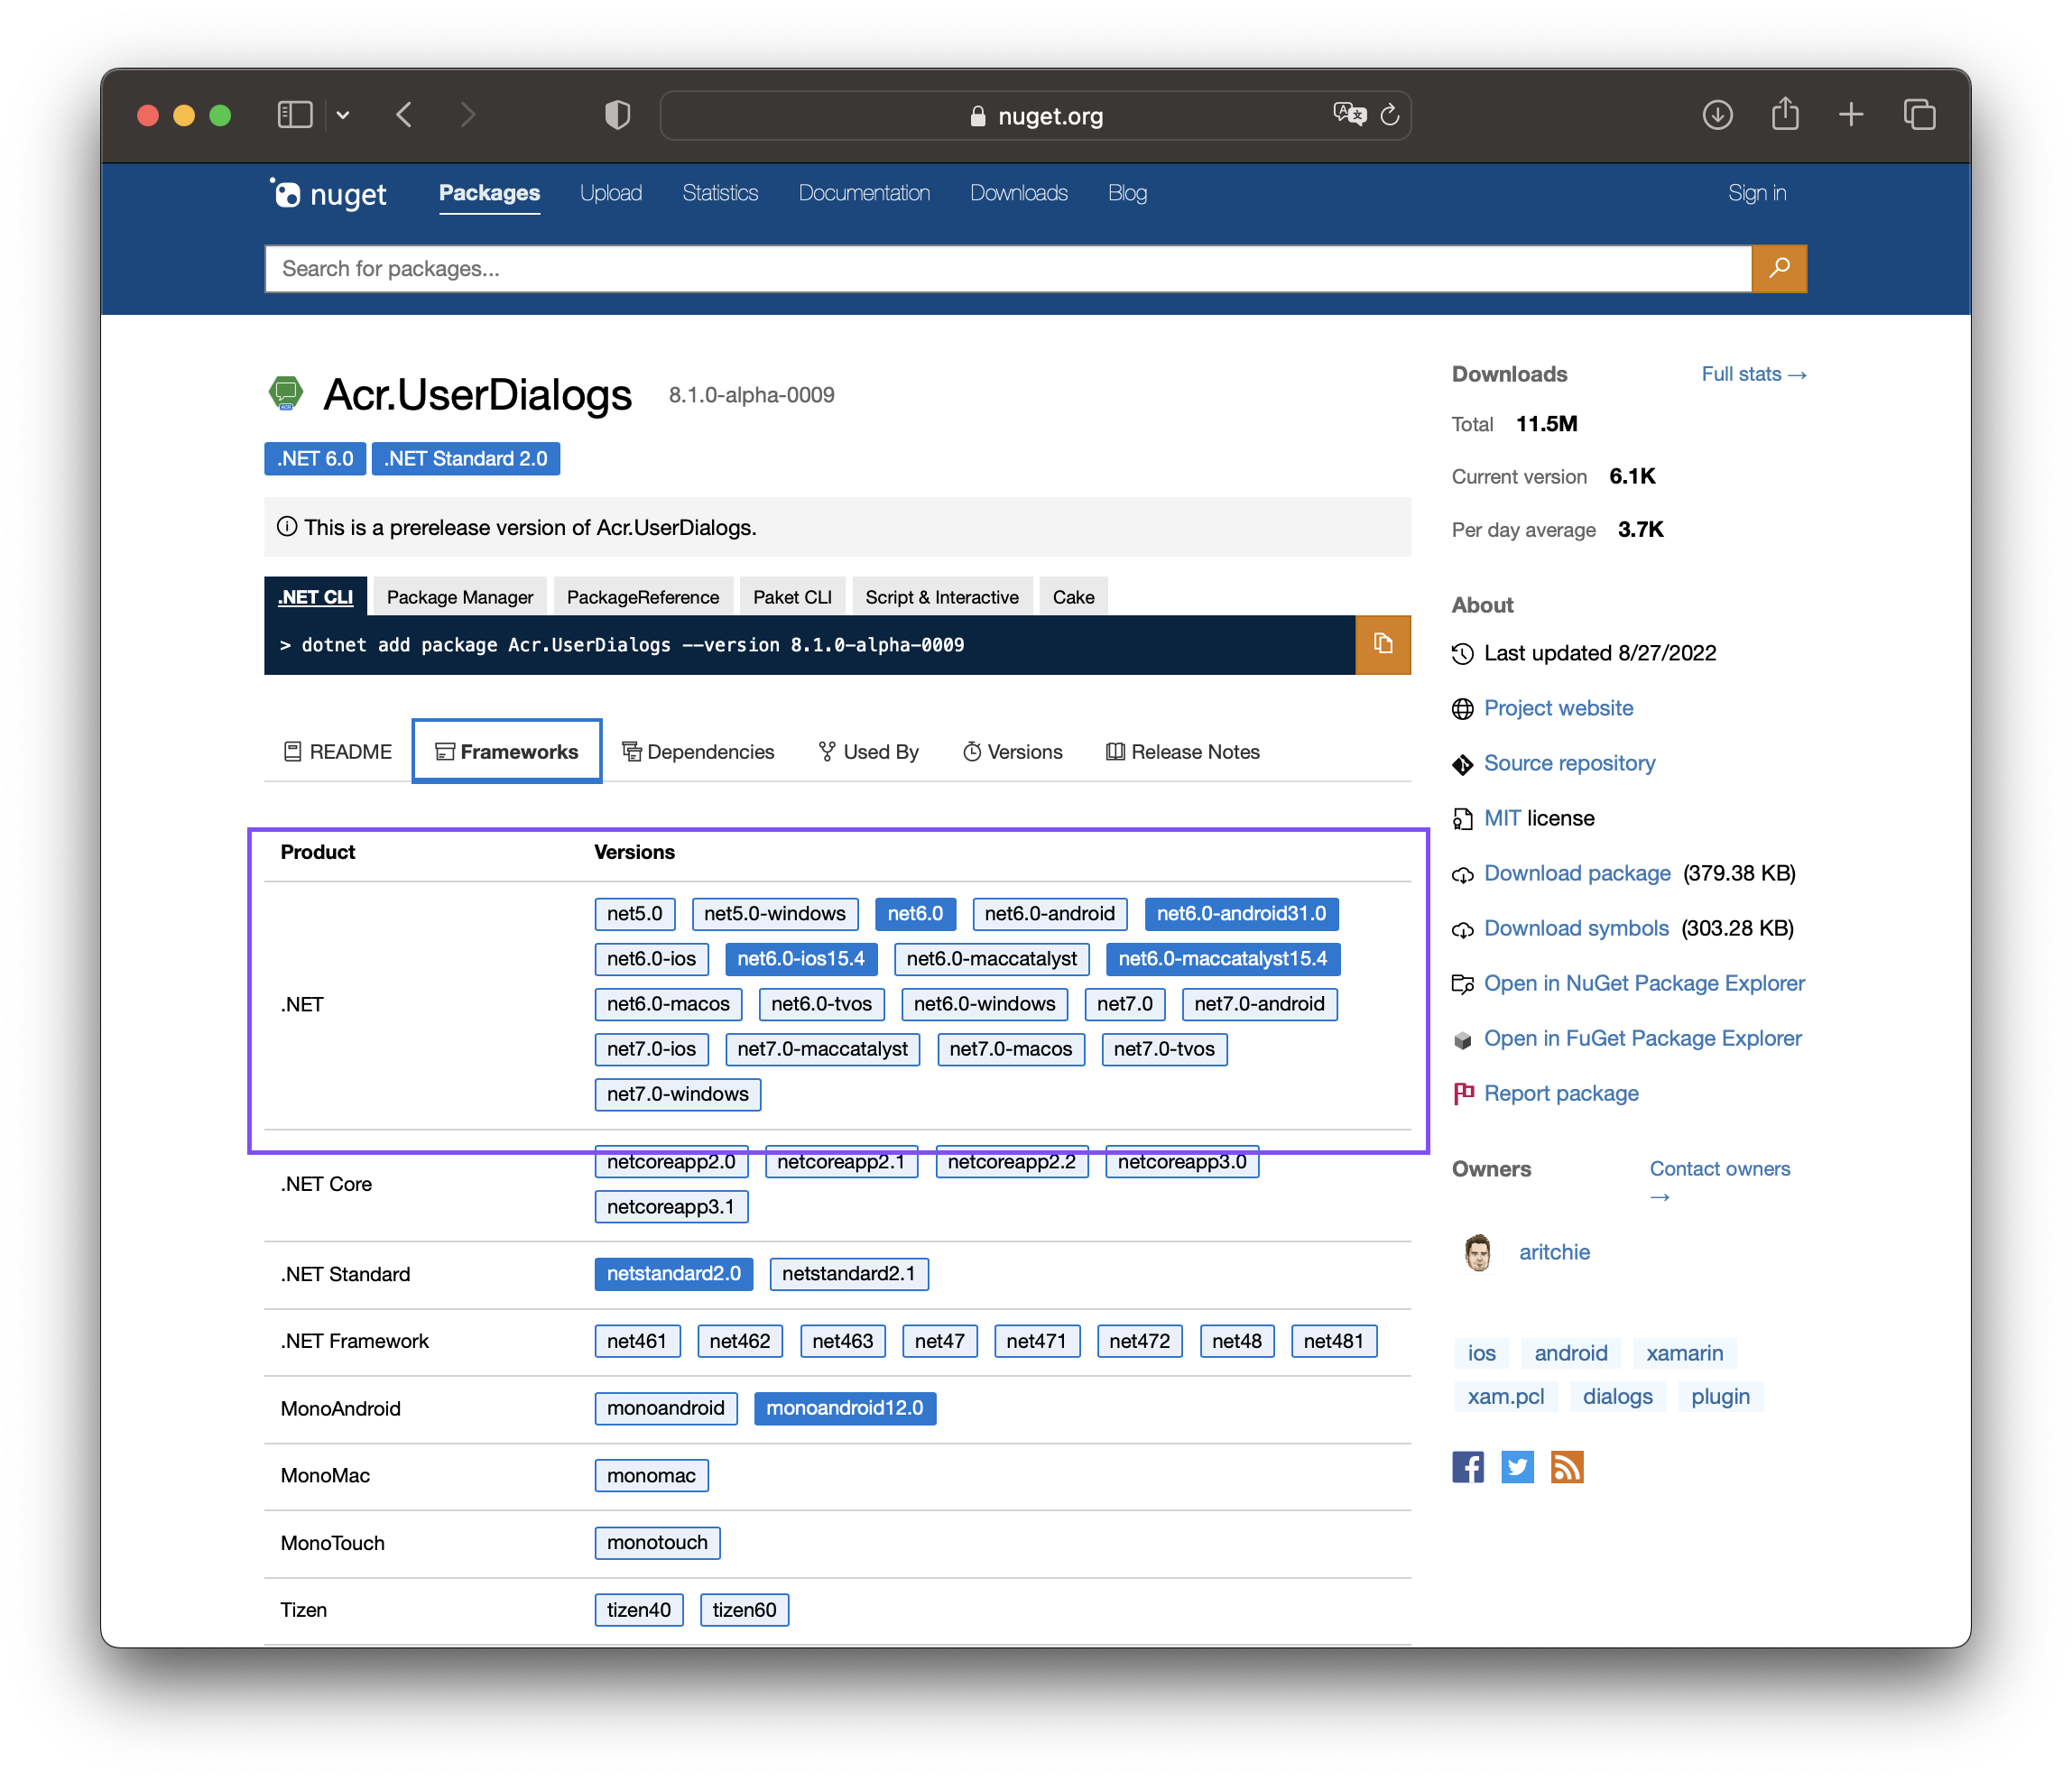 nuget.org
nuget Packages Upload Statistics Documentation Downloads Blog Sign in
Search for packages...
Acr.UserDialogs 8.1.0-alpha-0009
.NET 6.0 .NET Standard 2.0
This is a prerelease version of Acr.UserDialogs.
.NET CLI Package Manager PackageReference Paket CLI Script & Interactive Cake
> dotnet add package Acr.UserDialogs --version 8.1.0-alpha-0009
README Frameworks Dependencies Used By Versions Release Notes
Product Versions
.NET
net5.0 net5.0-windows net6.0 net6.0-android net6.0-android31.0
net6.0-ios net6.0-ios15.4 net6.0-maccatalyst net6.0-maccatalyst15.4
net6.0-macos net6.0-tvos net6.0-windows net7.0 net7.0-android
net7.0-ios net7.0-maccatalyst net7.0-macos net7.0-tvos
net7.0-windows
.NET Core
netcoreapp2.0 netcoreapp2.1 netcoreapp2.2 netcoreapp3.0
netcoreapp3.1
.NET Standard netstandard2.0 netstandard2.1
.NET Framework net461 net462 net463 net47 net471 net472 net48 net481
MonoAndroid monoandroid monoandroid12.0
MonoMac monomac
MonoTouch monotouch
Tizen tizen40 tizen60
Downloads Full stats →
Total 11.5M
Current version 6.1K
Per day average 3.7K
About
Last updated 8/27/2022
Project website
Source repository
MIT license
Download package (379.38 KB)
Download symbols (303.28 KB)
Open in NuGet Package Explorer
Open in FuGet Package Explorer
Report package
Owners Contact owners
→
aritchie
ios android xamarin
xam.pcl dialogs plugin